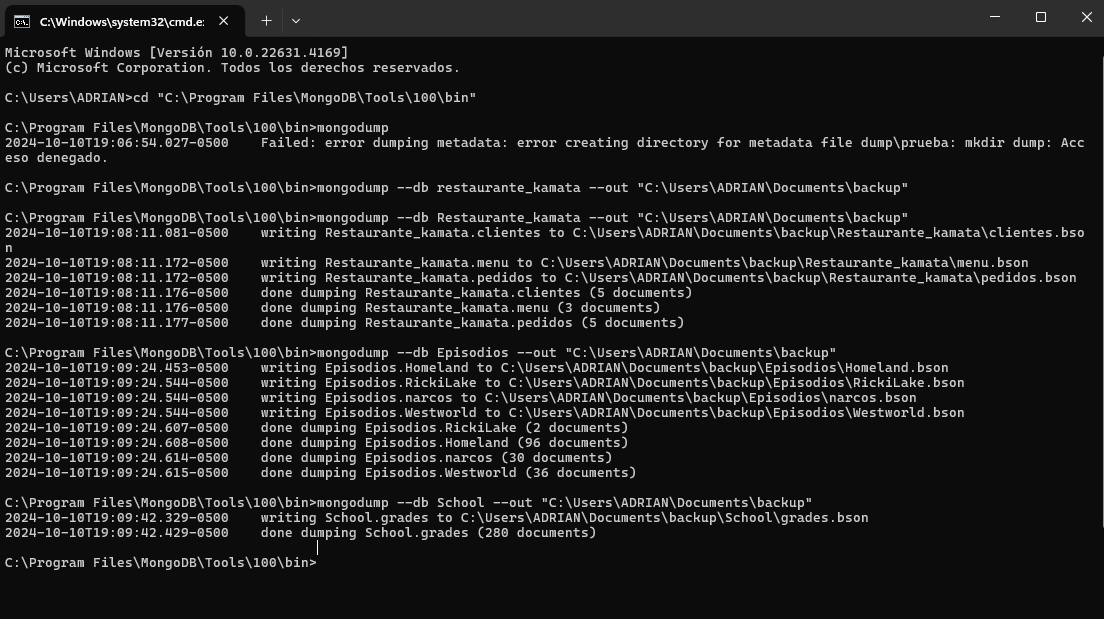 C:\Windows\system32\cmd.e:
Microsoft Windows [Versión 10.0.22631.4169]
(c) Microsoft Corporation. Todos los derechos reservados.
C:\Users\ADRIAN>cd "C:\Program Files\MongoDB\Tools\100\bin"
C:\Program Files\MongoDB\Tools\100\bin>mongodump
2024-10-10T19:06:54.027-0500    Failed: error dumping metadata: error creating directory for metadata file dump\prueba: mkdir dump: Acc
eso denegado.
C:\Program Files\MongoDB\Tools\100\bin>mongodump --db restaurante_kamata --out "C:\Users\ADRIAN\Documents\backup"
C:\Program Files\MongoDB\Tools\100\bin>mongodump --db Restaurante_kamata --out "C:\Users\ADRIAN\Documents\backup"
2024-10-10T19:08:11.081-0500    writing Restaurante_kamata.clientes to C:\Users\ADRIAN\Documents\backup\Restaurante_kamata\clientes.bso
n
2024-10-10T19:08:11.172-0500    writing Restaurante_kamata.menu to C:\Users\ADRIAN\Documents\backup\Restaurante_kamata\menu.bson
2024-10-10T19:08:11.172-0500    writing Restaurante_kamata.pedidos to C:\Users\ADRIAN\Documents\backup\Restaurante_kamata\pedidos.bson
2024-10-10T19:08:11.176-0500    done dumping Restaurante_kamata.clientes (5 documents)
2024-10-10T19:08:11.176-0500    done dumping Restaurante_kamata.menu (3 documents)
2024-10-10T19:08:11.177-0500    done dumping Restaurante_kamata.pedidos (5 documents)
C:\Program Files\MongoDB\Tools\100\bin>mongodump --db Episodios --out "C:\Users\ADRIAN\Documents\backup"
2024-10-10T19:09:24.453-0500    writing Episodios.Homeland to C:\Users\ADRIAN\Documents\backup\Episodios\Homeland.bson
2024-10-10T19:09:24.544-0500    writing Episodios.RickiLake to C:\Users\ADRIAN\Documents\backup\Episodios\RickiLake.bson
2024-10-10T19:09:24.544-0500    writing Episodios.narcos to C:\Users\ADRIAN\Documents\backup\Episodios\narcos.bson
2024-10-10T19:09:24.544-0500    writing Episodios.Westworld to C:\Users\ADRIAN\Documents\backup\Episodios\Westworld.bson
2024-10-10T19:09:24.607-0500    done dumping Episodios.RickiLake (2 documents)
2024-10-10T19:09:24.608-0500    done dumping Episodios.Homeland (96 documents)
2024-10-10T19:09:24.614-0500    done dumping Episodios.narcos (30 documents)
2024-10-10T19:09:24.615-0500    done dumping Episodios.Westworld (36 documents)
C:\Program Files\MongoDB\Tools\100\bin>mongodump --db School --out "C:\Users\ADRIAN\Documents\backup"
2024-10-10T19:09:42.329-0500    writing School.grades to C:\Users\ADRIAN\Documents\backup\School\grades.bson
2024-10-10T19:09:42.429-0500    done dumping School.grades (280 documents)
C:\Program Files\MongoDB\Tools\100\bin>